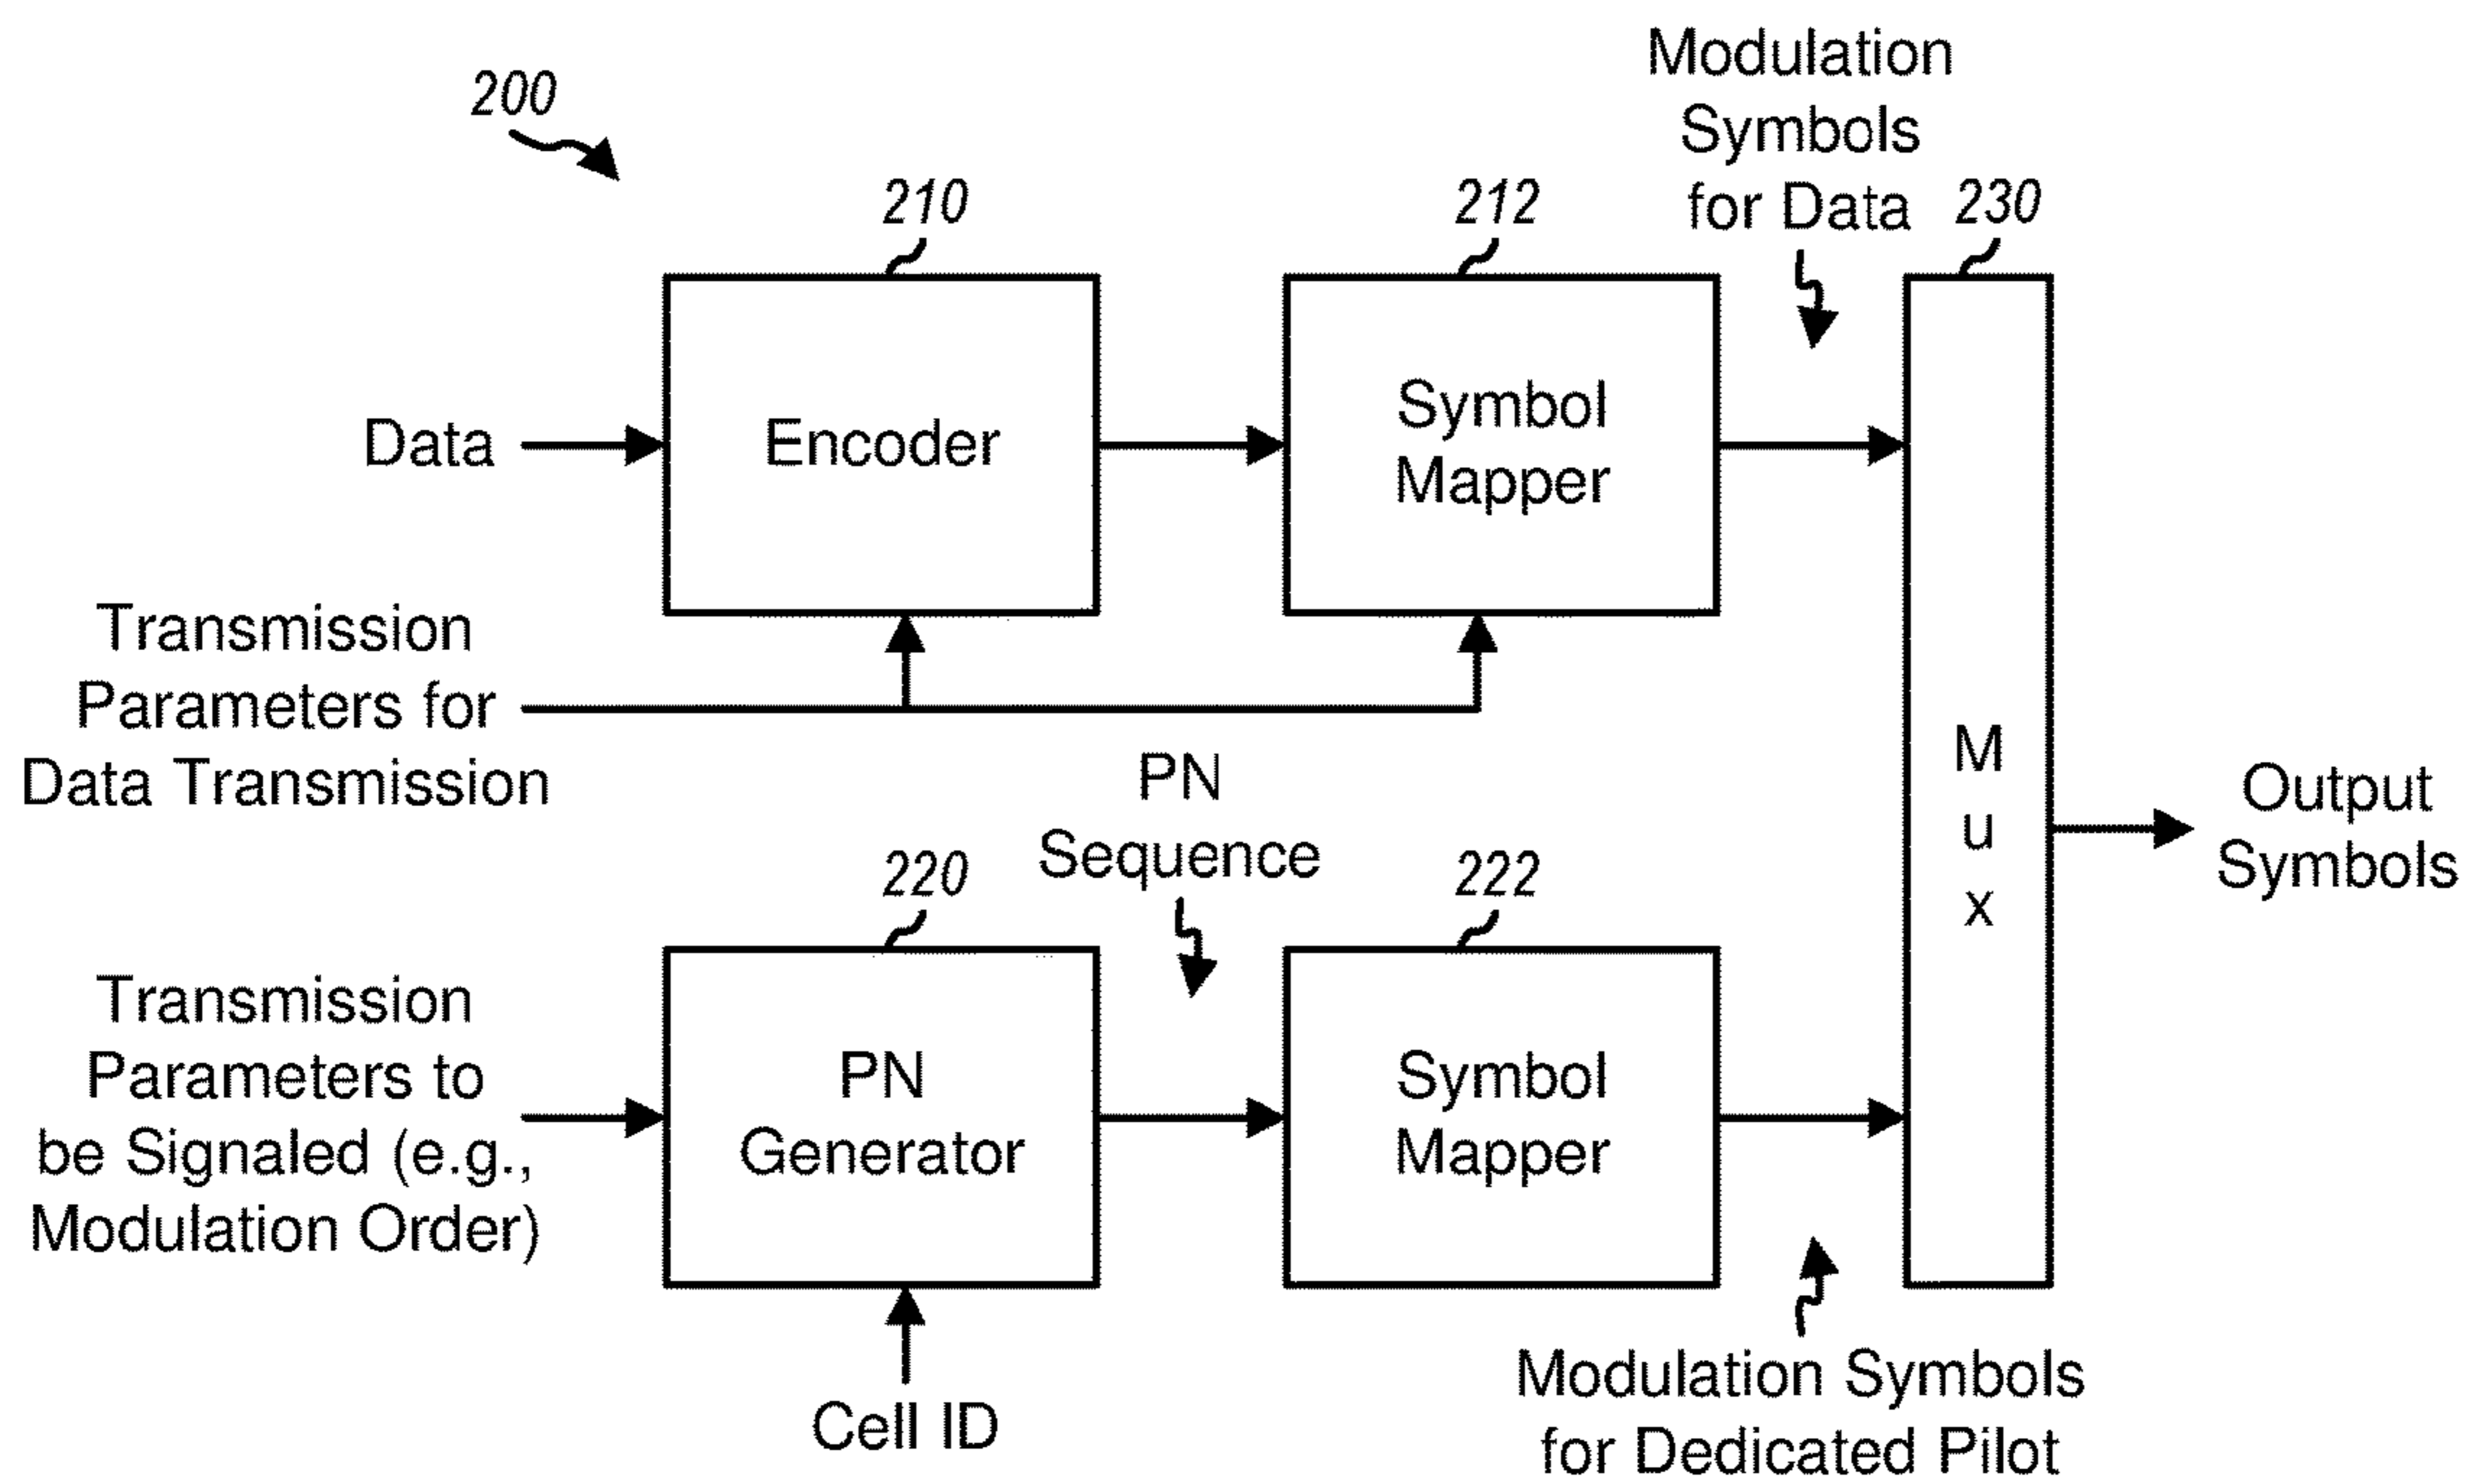 200
Modulation
Symbols
for Data
210
212
230
Data
Encoder
Symbol
Mapper
Transmission
Parameters for
Data Transmission
M
u
x
Output
Symbols
PN
Sequence
220
222
Transmission
Parameters to
be Signaled (e.g.,
Modulation Order)
PN
Generator
Symbol
Mapper
Cell ID
Modulation Symbols
for Dedicated Pilot